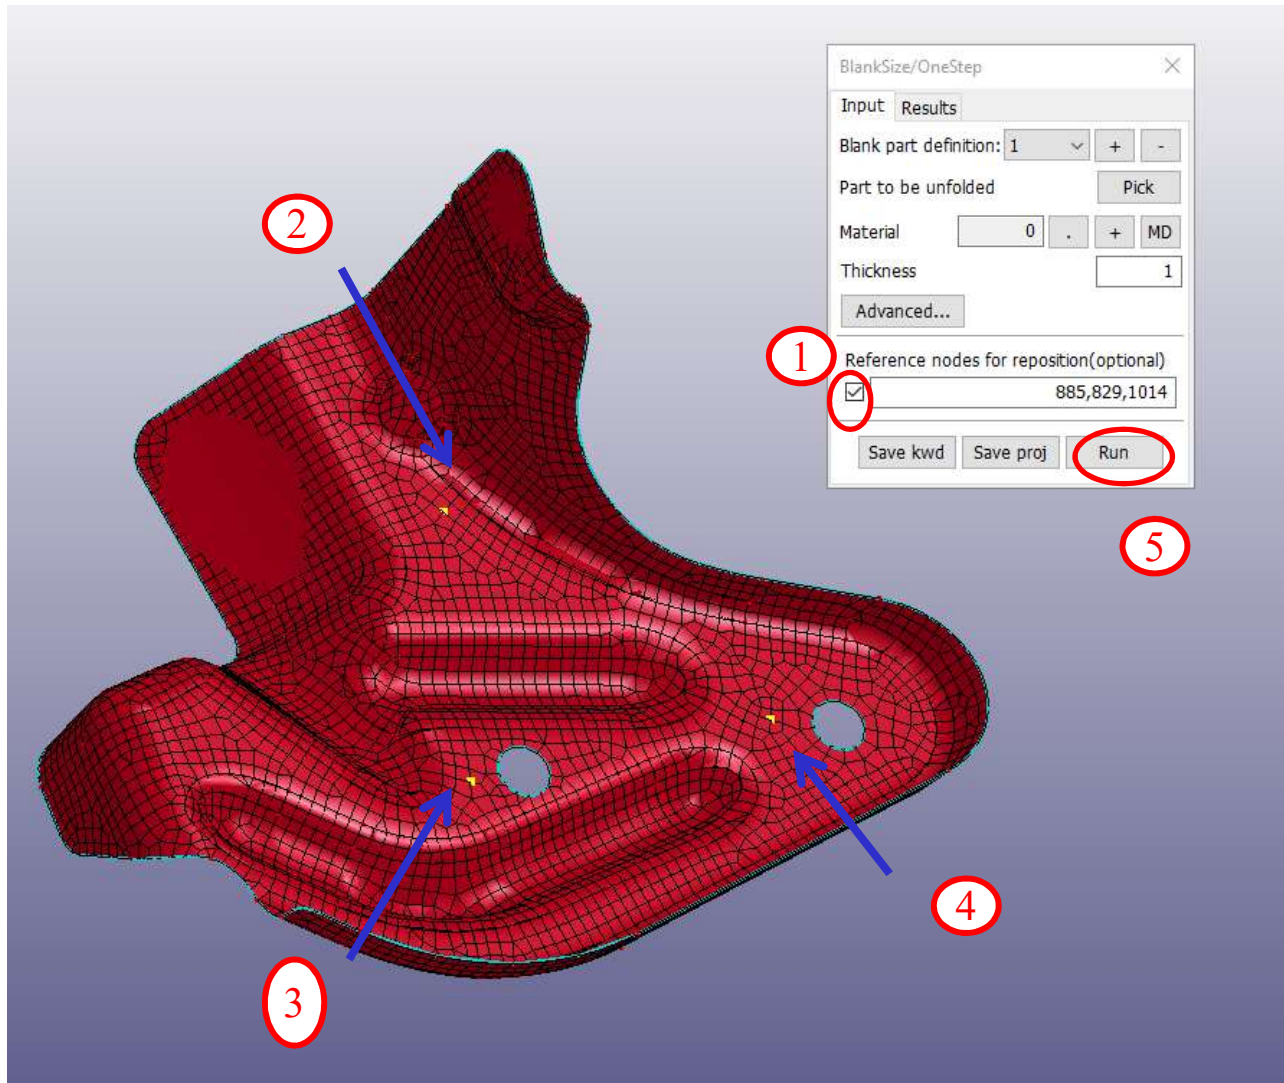 BlankSize/OneStep
Input Results
Blank part definition: 1 + -
Part to be unfolded Pick
Material 0 . + MD
Thickness 1
Advanced...
Reference nodes for reposition(optional)
885,829,1014
Save kwd Save proj Run
1
2
3
4
5